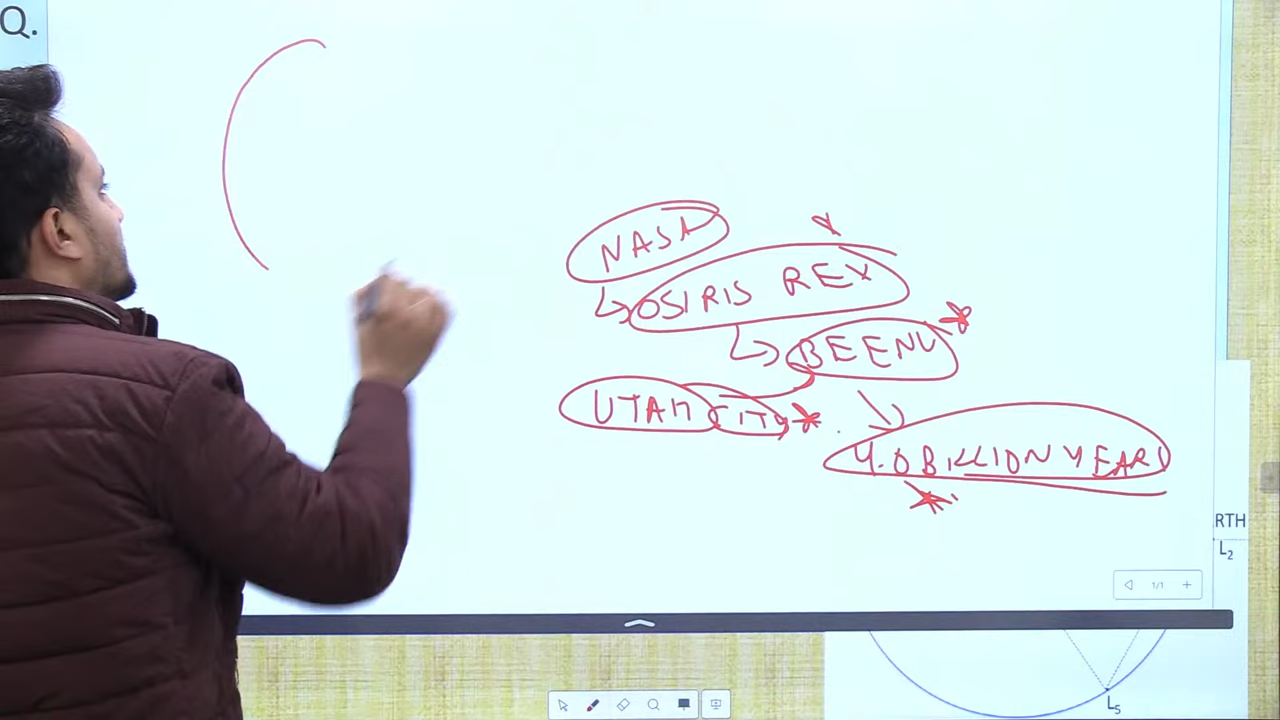 Q.
NASA
OSIRIS REX
BEENU
UTAH CITY
4.0 BILLION YEARS
RTH
L2
1/1
L5